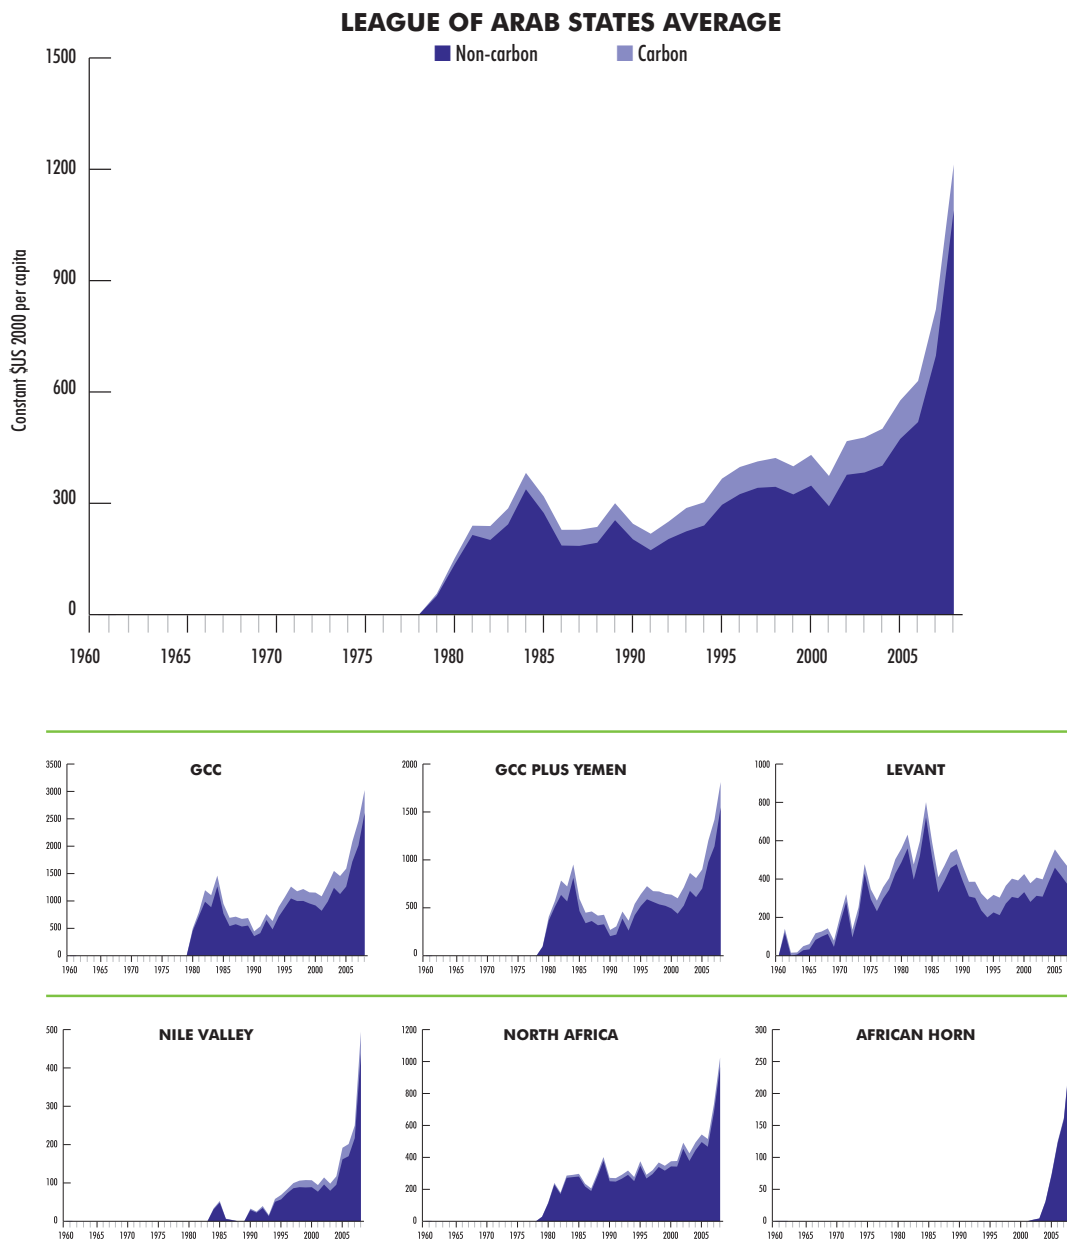 LEAGUE OF ARAB STATES AVERAGE
Non-carbon Carbon
Constant $US 2000 per capita
1500
1200
900
600
300
0
1960 1965 1970 1975 1980 1985 1990 1995 2000 2005
GCC
3500
3000
2500
2000
1500
1000
500
0
1960 1965 1970 1975 1980 1985 1990 1995 2000 2005
GCC PLUS YEMEN
2000
1500
1000
500
0
1960 1965 1970 1975 1980 1985 1990 1995 2000 2005
LEVANT
1000
800
600
400
200
0
1960 1965 1970 1975 1980 1985 1990 1995 2000 2005
NILE VALLEY
500
400
300
200
100
0
1960 1965 1970 1975 1980 1985 1990 1995 2000 2005
NORTH AFRICA
1200
1000
800
600
400
200
0
1960 1965 1970 1975 1980 1985 1990 1995 2000 2005
AFRICAN HORN
300
250
200
150
100
50
0
1960 1965 1970 1975 1980 1985 1990 1995 2000 2005